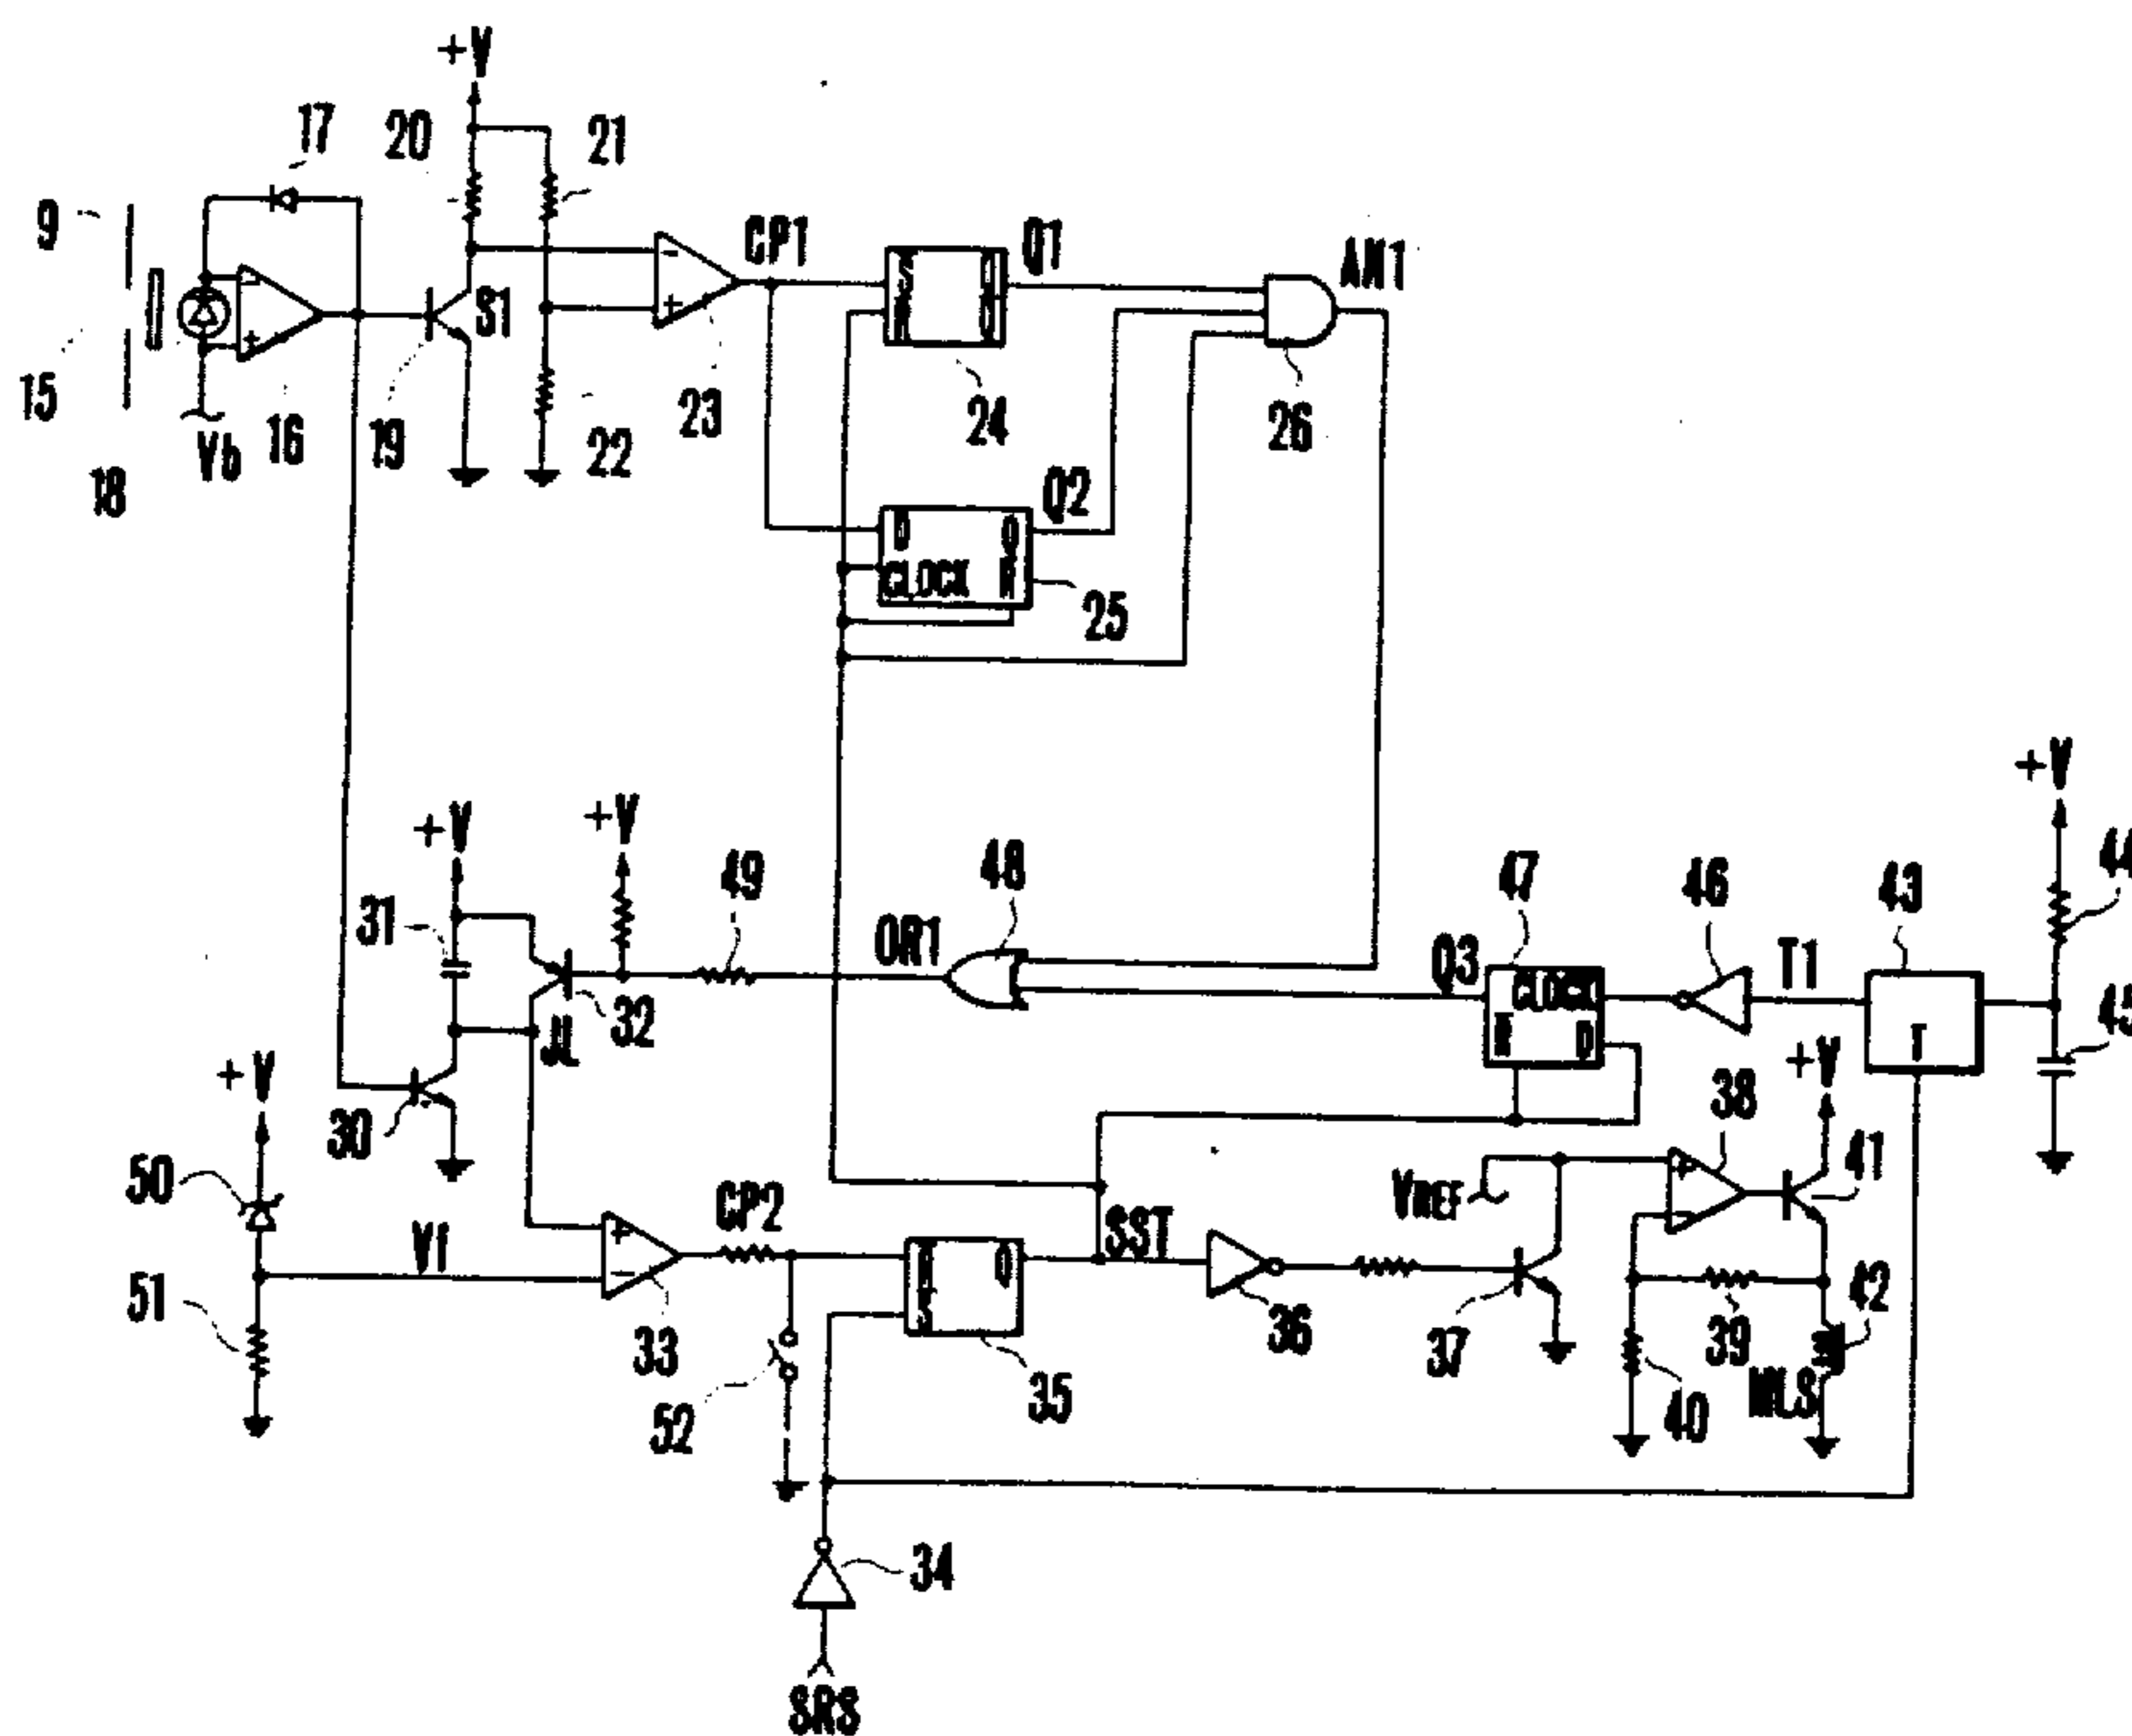 +V
17
20
21
9
CP1
Q1
AN1
S1
15
Vb
16
19
22
23
24
26
18
Q2
D
Q
CLOCK
R
25
+V
+V
+V
44
31
49
48
47
46
43
OR1
Q3
CLOCK
T1
45
32
J1
R
D
T
+V
+V
30
38
41
50
CP2
VREF
V1
SST
Q
51
33
36
37
39
42
52
35
40
MLS
34
SRS